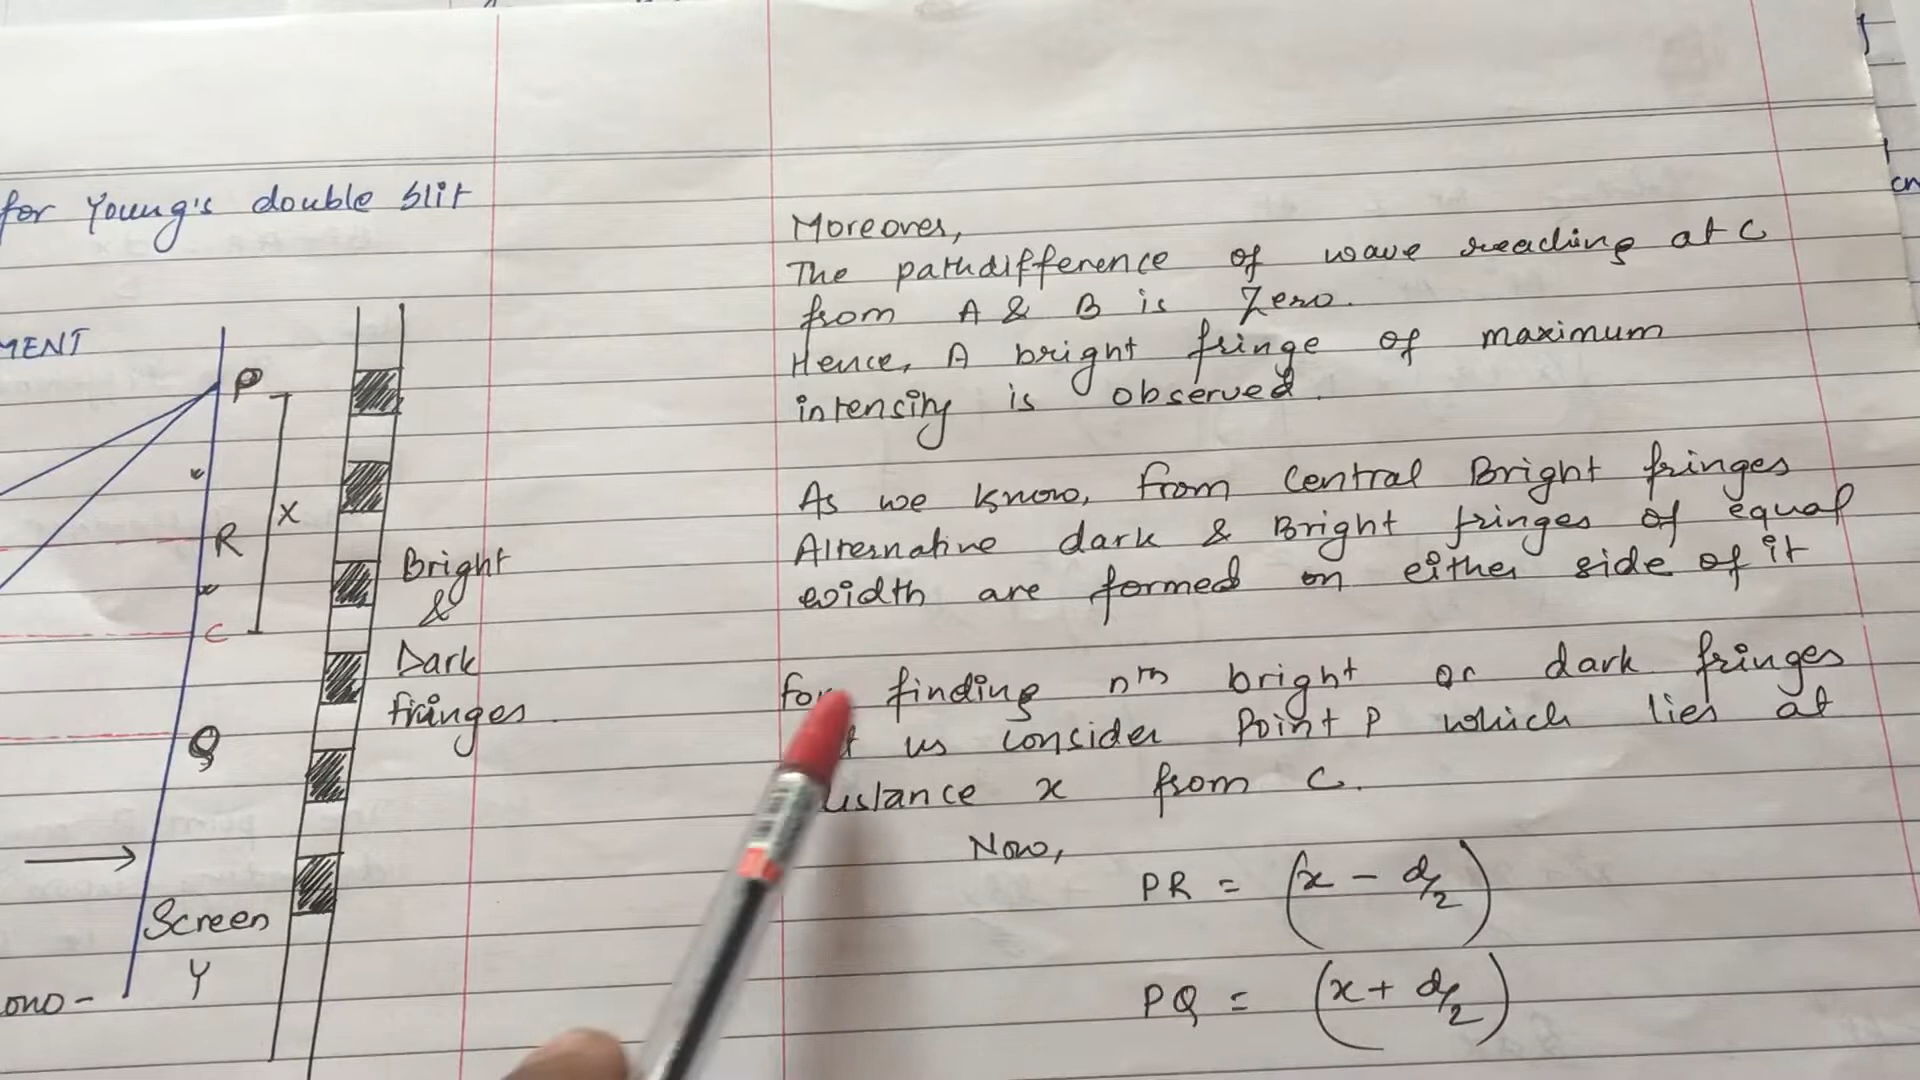 for Young's double slit
MENT
P
X
R
C
Q
Bright
&
Dark
fringes.
Screen
Y
ono-
Moreover,
The pathdifference of wave reaching at C
from A & B is Zero.
Hence, A bright fringe of maximum
intensity is observed.
As we know, from Central Bright fringes
Alternative dark & Bright fringes of equal
width are formed on either side of it
for finding nth bright or dark fringes
us consider Point P which lies at
distance x from C.
Now,
PR = (x - d/2)
PQ = (x + d/2)